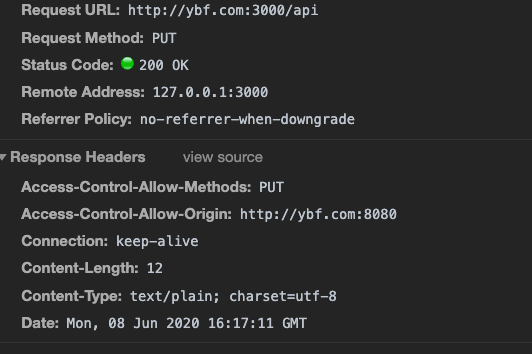 Request URL: http://ybf.com:3000/api
Request Method: PUT
Status Code: 200 OK
Remote Address: 127.0.0.1:3000
Referrer Policy: no-referrer-when-downgrade
Response Headers view source
Access-Control-Allow-Methods: PUT
Access-Control-Allow-Origin: http://ybf.com:8080
Connection: keep-alive
Content-Length: 12
Content-Type: text/plain; charset=utf-8
Date: Mon, 08 Jun 2020 16:17:11 GMT